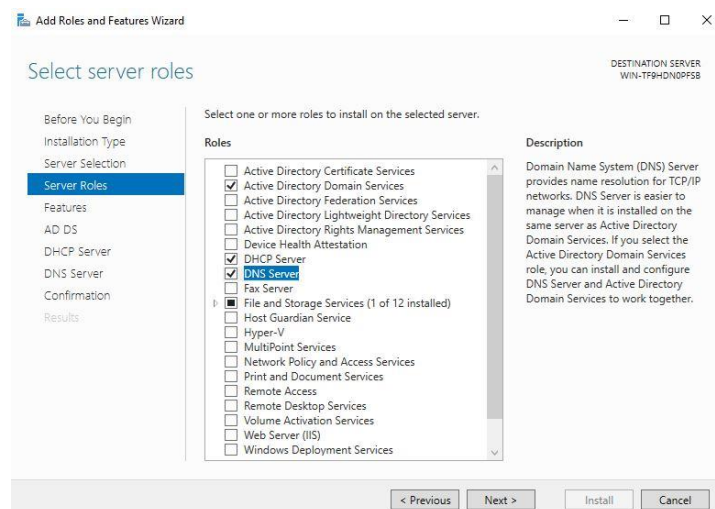 Add Roles and Features Wizard
Select server roles
DESTINATION SERVER
WIN-TF9HDN0PFSB
Before You Begin
Installation Type
Server Selection
Server Roles
Features
AD DS
DHCP Server
DNS Server
Confirmation
Results
Select one or more roles to install on the selected server.
Roles
Active Directory Certificate Services
Active Directory Domain Services
Active Directory Federation Services
Active Directory Lightweight Directory Services
Active Directory Rights Management Services
Device Health Attestation
DHCP Server
DNS Server
Fax Server
File and Storage Services (1 of 12 installed)
Host Guardian Service
Hyper-V
MultiPoint Services
Network Policy and Access Services
Print and Document Services
Remote Access
Remote Desktop Services
Volume Activation Services
Web Server (IIS)
Windows Deployment Services
Description
Domain Name System (DNS) Server
provides name resolution for TCP/IP
networks. DNS Server is easier to
manage when it is installed on the
same server as Active Directory
Domain Services. If you select the
Active Directory Domain Services
role, you can install and configure
DNS Server and Active Directory
Domain Services to work together.
< Previous
Next >
Install
Cancel